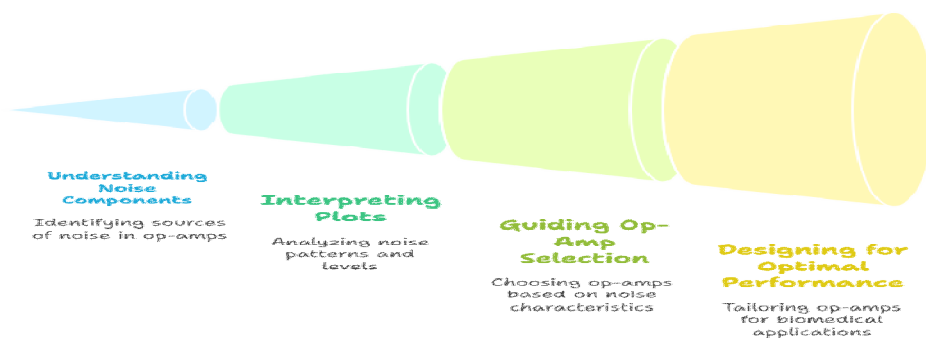 Understanding
Noise
Components
Identifying sources
of noise in op-amps
Interpreting
Plots
Analyzing noise
patterns and
levels
Guiding Op-
Amp
Selection
Choosing op-amps
based on noise
characteristics
Designing for
Optimal
Performance
Tailoring op-amps
for biomedical
applications